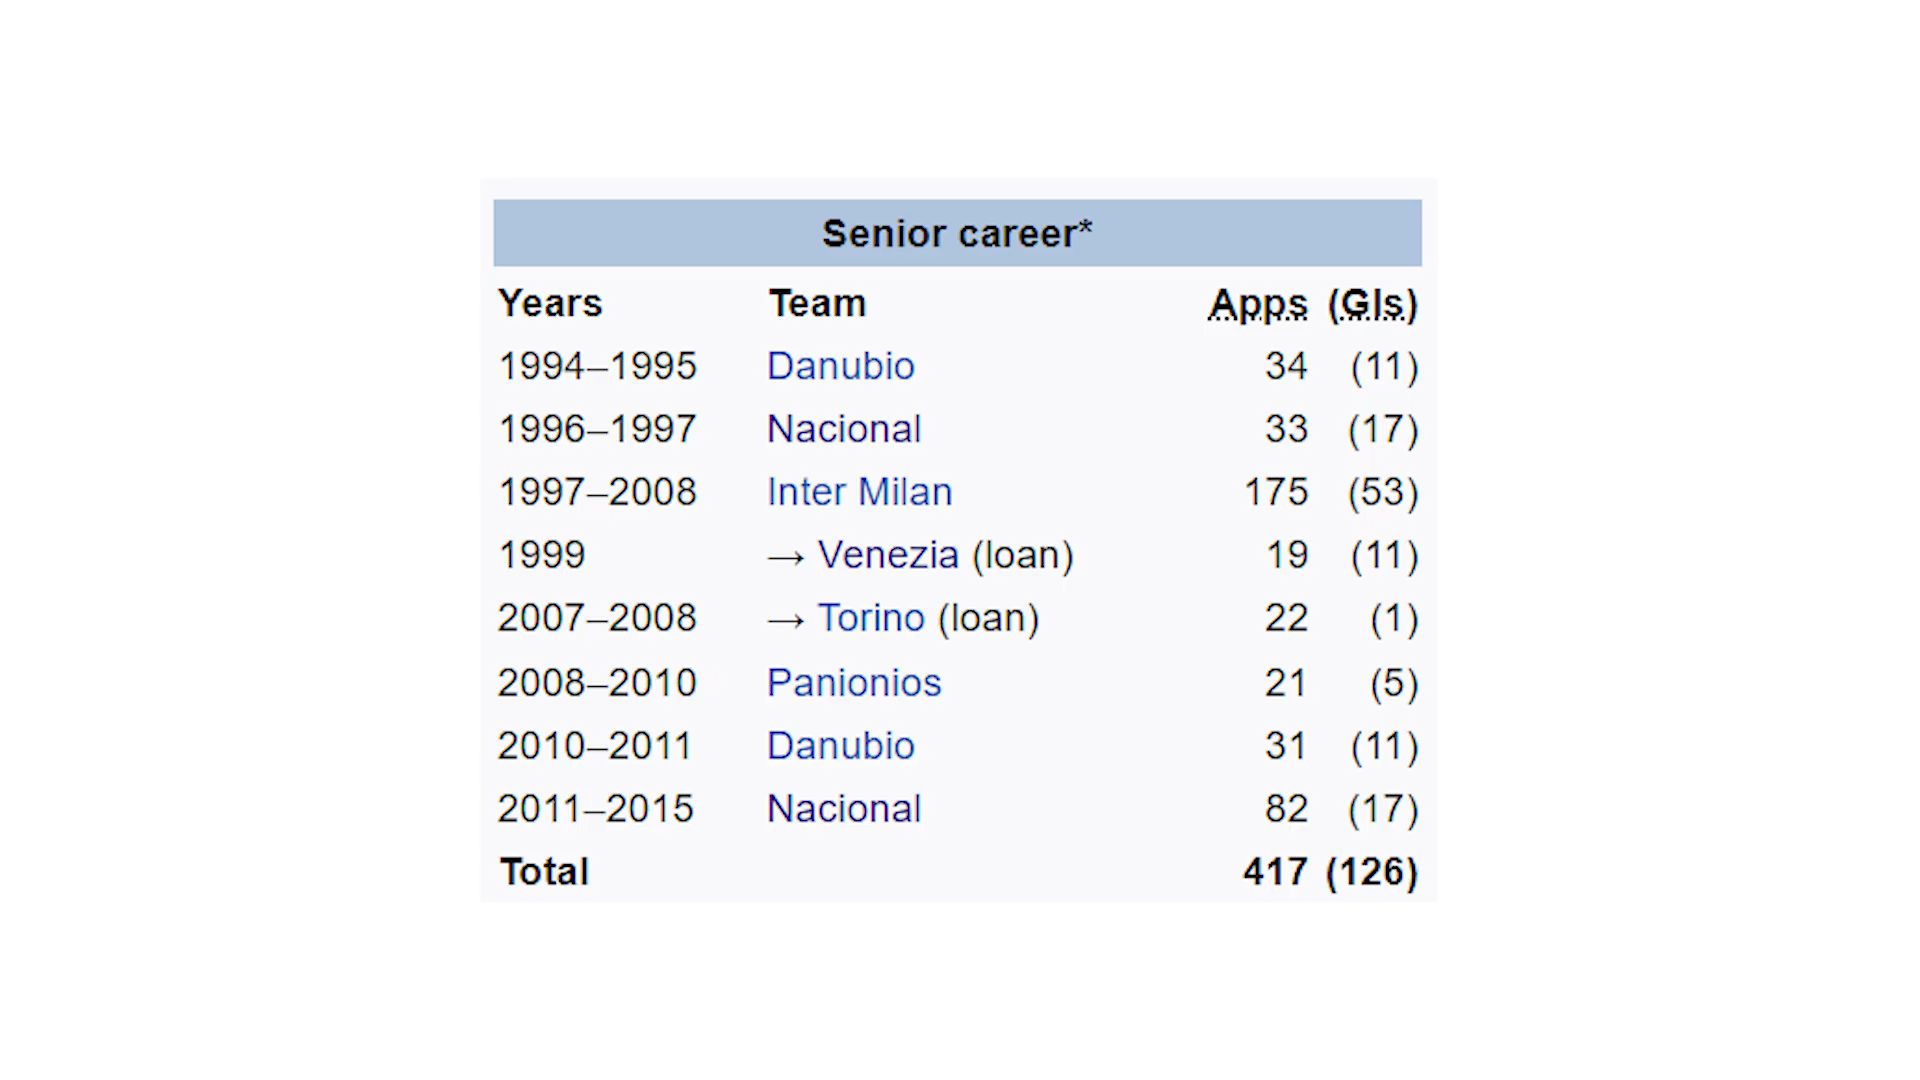 Senior career*
Years Team Apps (Gls)
1994–1995 Danubio 34 (11)
1996–1997 Nacional 33 (17)
1997–2008 Inter Milan 175 (53)
1999 → Venezia (loan) 19 (11)
2007–2008 → Torino (loan) 22 (1)
2008–2010 Panionios 21 (5)
2010–2011 Danubio 31 (11)
2011–2015 Nacional 82 (17)
Total 417 (126)